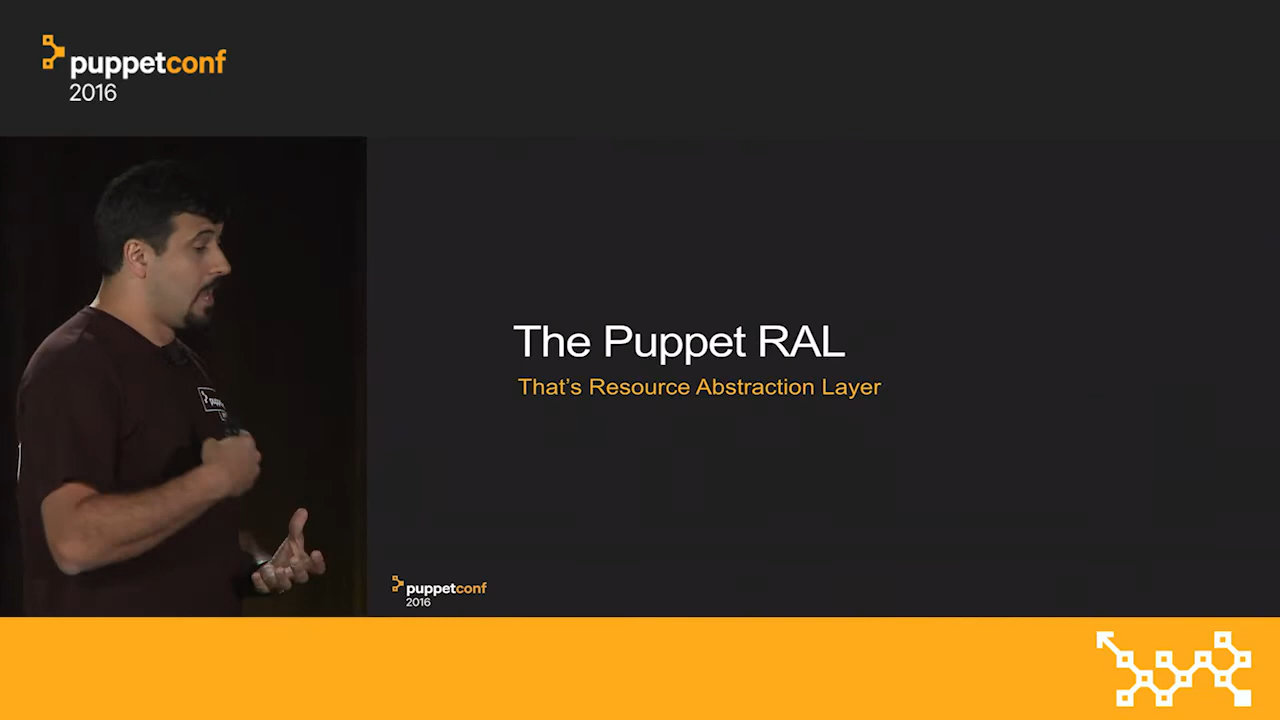 puppetconf
2016
The Puppet RAL
That's Resource Abstraction Layer
puppetconf
2016